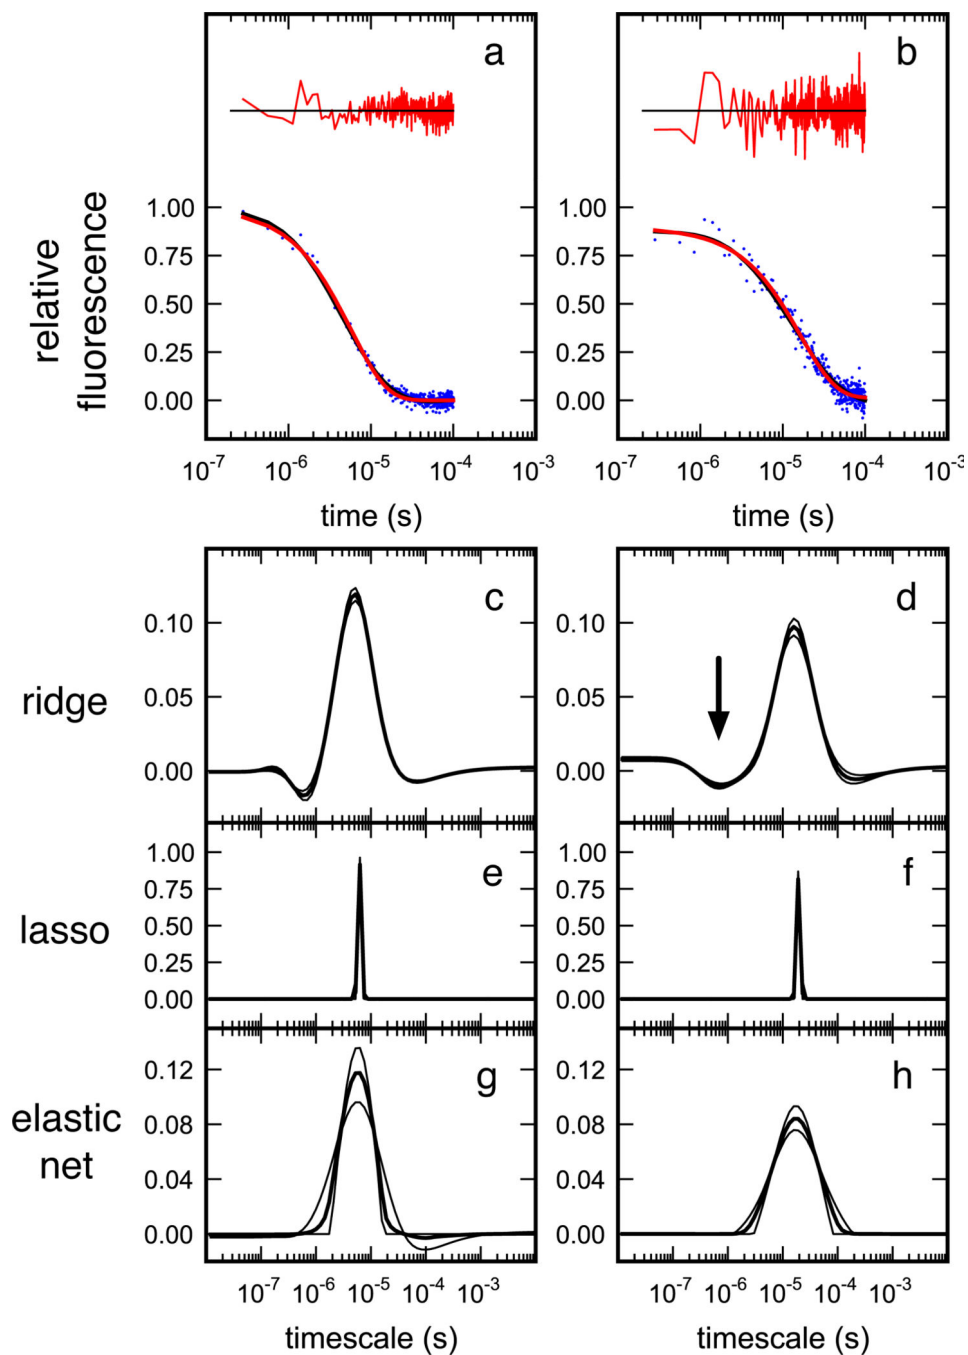 a
b
relative
fluorescence
1.00
0.75
0.50
0.25
0.00
1.00
0.75
0.50
0.25
0.00
10⁻⁷ 10⁻⁶ 10⁻⁵ 10⁻⁴ 10⁻³
10⁻⁷ 10⁻⁶ 10⁻⁵ 10⁻⁴ 10⁻³
time (s)
time (s)
ridge
c
0.10
0.05
0.00
d
0.10
0.05
0.00
lasso
e
1.00
0.75
0.50
0.25
0.00
f
1.00
0.75
0.50
0.25
0.00
elastic
net
g
0.12
0.08
0.04
0.00
h
0.12
0.08
0.04
0.00
10⁻⁷ 10⁻⁶ 10⁻⁵ 10⁻⁴ 10⁻³
10⁻⁷ 10⁻⁶ 10⁻⁵ 10⁻⁴ 10⁻³
timescale (s)
timescale (s)